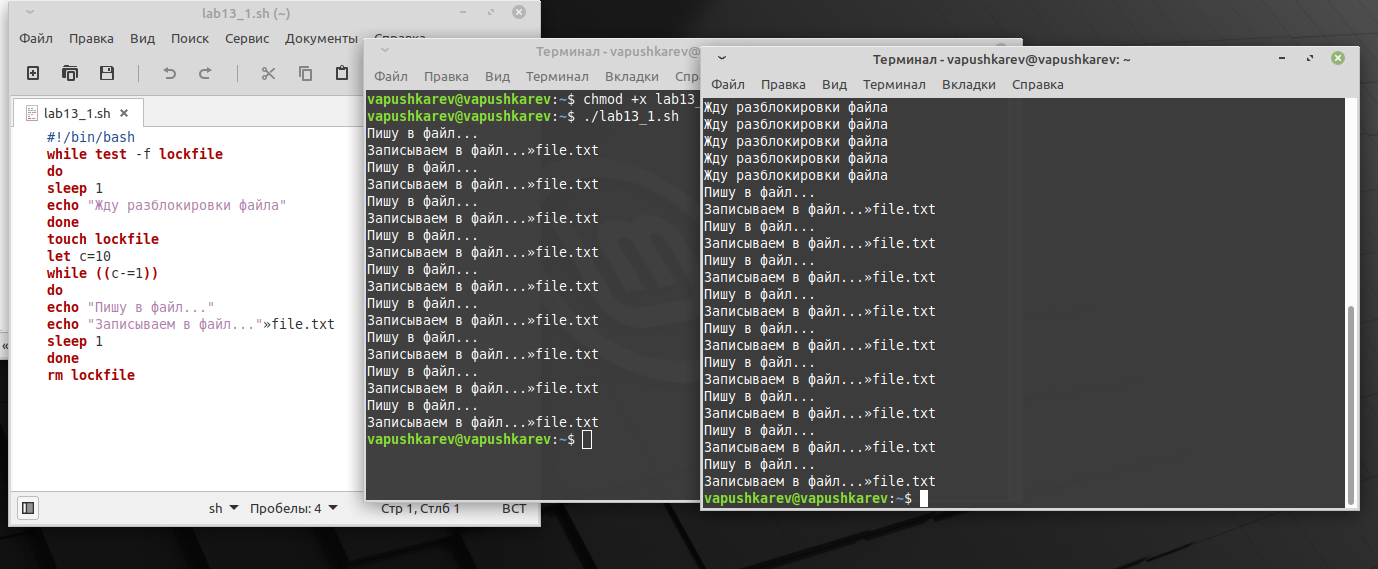 lab13_1.sh (~)
Файл Правка Вид Поиск Сервис Документы Справка
lab13_1.sh
#!/bin/bash
while test -f lockfile
do
sleep 1
echo "Жду разблокировки файла"
done
touch lockfile
let c=10
while ((c-=1))
do
echo "Пишу в файл..."
echo "Записываем в файл..."»file.txt
sleep 1
done
rm lockfile
«
sh Пробелы: 4 Стр 1, Стлб 1 ВСТ
Терминал - vapushkarev@
Файл Правка Вид Терминал Вкладки Спр
vapushkarev@vapushkarev:~$ chmod +x lab13_
vapushkarev@vapushkarev:~$ ./lab13_1.sh
Пишу в файл...
Записываем в файл...»file.txt
Пишу в файл...
Записываем в файл...»file.txt
Пишу в файл...
Записываем в файл...»file.txt
Пишу в файл...
Записываем в файл...»file.txt
Пишу в файл...
Записываем в файл...»file.txt
Пишу в файл...
Записываем в файл...»file.txt
Пишу в файл...
Записываем в файл...»file.txt
Пишу в файл...
Записываем в файл...»file.txt
Пишу в файл...
Записываем в файл...»file.txt
vapushkarev@vapushkarev:~$
Терминал - vapushkarev@vapushkarev: ~
Файл Правка Вид Терминал Вкладки Справка
Жду разблокировки файла
Жду разблокировки файла
Жду разблокировки файла
Жду разблокировки файла
Жду разблокировки файла
Пишу в файл...
Записываем в файл...»file.txt
Пишу в файл...
Записываем в файл...»file.txt
Пишу в файл...
Записываем в файл...»file.txt
Пишу в файл...
Записываем в файл...»file.txt
Пишу в файл...
Записываем в файл...»file.txt
Пишу в файл...
Записываем в файл...»file.txt
Пишу в файл...
Записываем в файл...»file.txt
Пишу в файл...
Записываем в файл...»file.txt
Пишу в файл...
Записываем в файл...»file.txt
vapushkarev@vapushkarev:~$